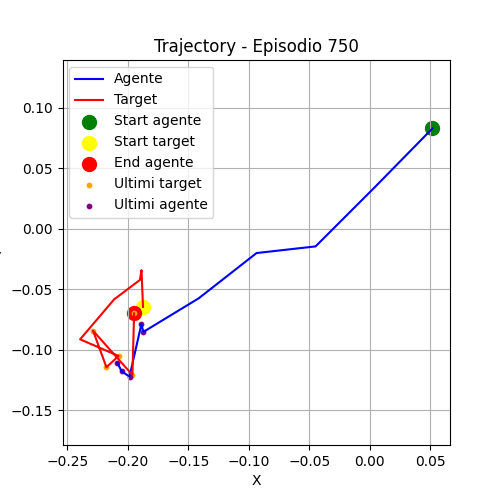 Trajectory - Episodio 750
Agente
Target
Start agente
Start target
End agente
Ultimi target
Ultimi agente
0.10
0.05
0.00
−0.05
−0.10
−0.15
−0.25
−0.20
−0.15
−0.10
−0.05
0.00
0.05
X